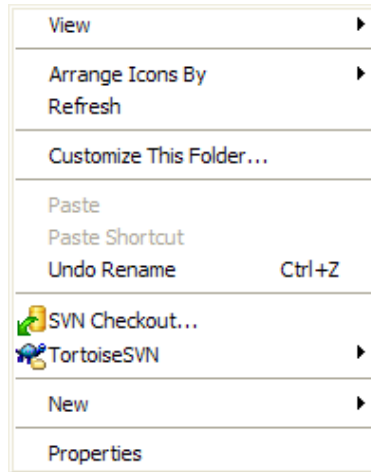 View
Arrange Icons By
Refresh
Customize This Folder...
Paste
Paste Shortcut
Undo Rename Ctrl+Z
SVN Checkout...
TortoiseSVN
New
Properties